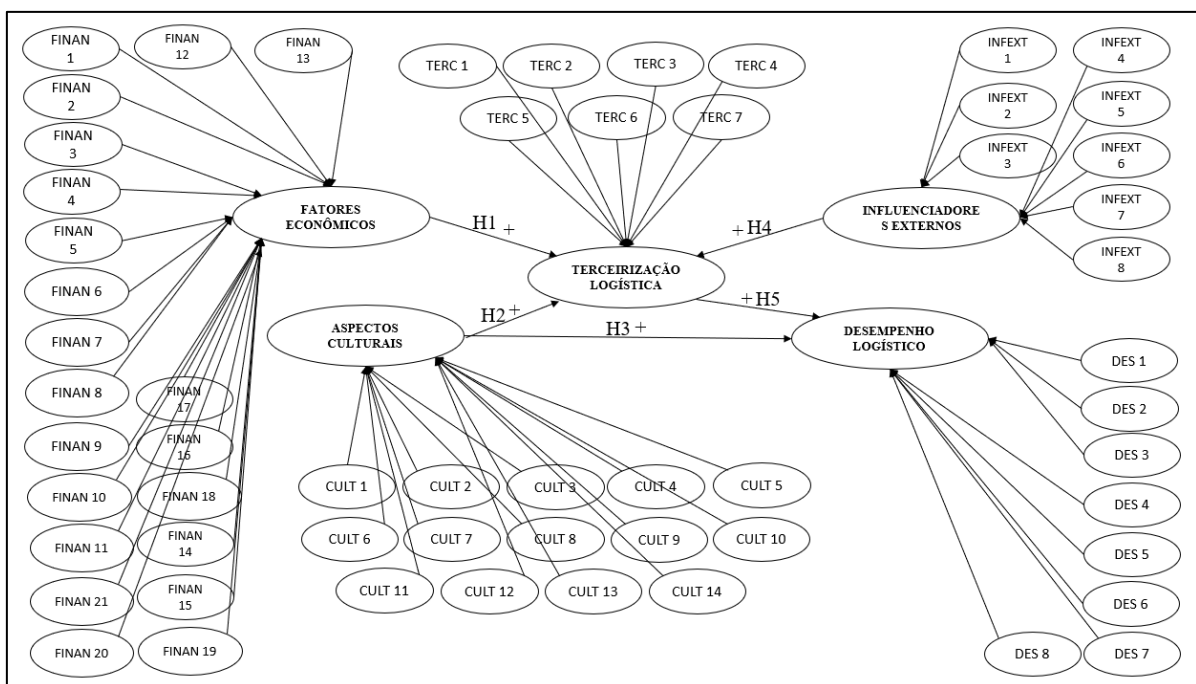 FINAN
1
FINAN
12
FINAN
13
FINAN
2
FINAN
3
FINAN
4
FINAN
5
FINAN 6
FINAN 7
FINAN 8
FINAN 9
FINAN 10
FINAN 11
FINAN 21
FINAN 20
FINAN
17
FINAN
16
FINAN 18
FINAN
14
FINAN
15
FINAN 19
FATORES
ECONÔMICOS
H1 +
TERC 1
TERC 2
TERC 3
TERC 4
TERC 5
TERC 6
TERC 7
TERCEIRIZAÇÃO
LOGÍSTICA
INFEXT
1
INFEXT
2
INFEXT
3
INFEXT
4
INFEXT
5
INFEXT
6
INFEXT
7
INFEXT
8
INFLUENCIADORE
S EXTERNOS
+ H4
ASPECTOS
CULTURAIS
H2 +
H3 +
+ H5
DESEMPENHO
LOGÍSTICO
CULT 1
CULT 2
CULT 3
CULT 4
CULT 5
CULT 6
CULT 7
CULT 8
CULT 9
CULT 10
CULT 11
CULT 12
CULT 13
CULT 14
DES 1
DES 2
DES 3
DES 4
DES 5
DES 6
DES 8
DES 7